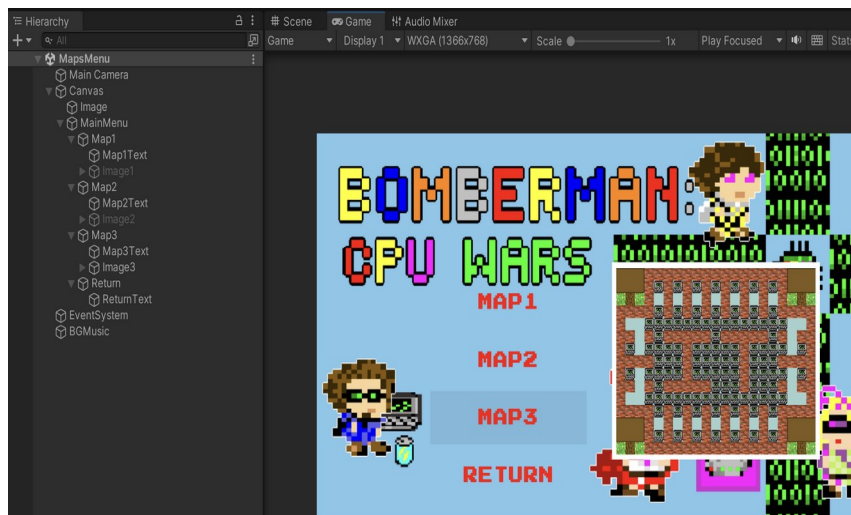 Hierarchy
All
MapsMenu
Main Camera
Canvas
Image
MainMenu
Map1
Map1Text
Image1
Map2
Map2Text
Image2
Map3
Map3Text
Image3
Return
ReturnText
EventSystem
BGMusic
Scene
Game
Audio Mixer
Game
Display 1
WXGA (1366x768)
Scale
1x
Play Focused
Stats
BOMBERMAN:
CPU WARS
MAP1
MAP2
MAP3
RETURN